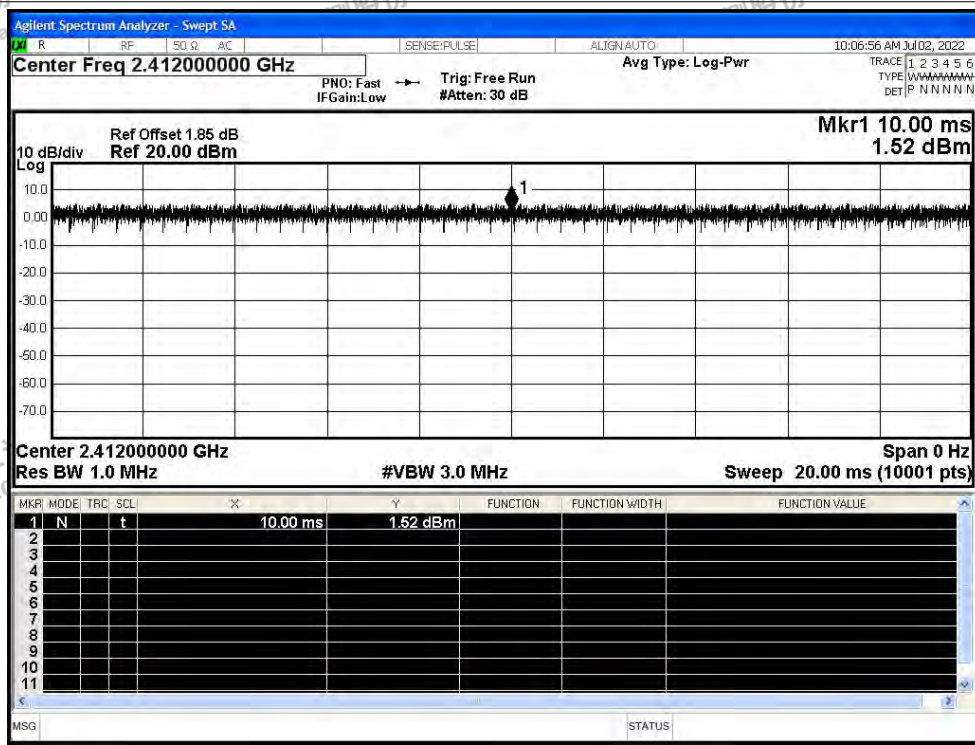 Agilent Spectrum Analyzer - Swept SA
R RF 50 Ω AC SENSE:PULSE ALIGN AUTO 10:06:56 AM Jul 02, 2022
Center Freq 2.412000000 GHz
PNO: Fast
IFGain:Low
Trig: Free Run
#Atten: 30 dB
Avg Type: Log-Pwr
TRACE 1 2 3 4 5 6
TYPE WWWWWW
DET P N N N N N
Ref Offset 1.85 dB
10 dB/div Ref 20.00 dBm
Log
Mkr1 10.00 ms
1.52 dBm
10.0
0.00
-10.0
-20.0
-30.0
-40.0
-50.0
-60.0
-70.0
1
Center 2.412000000 GHz Span 0 Hz
Res BW 1.0 MHz #VBW 3.0 MHz Sweep 20.00 ms (10001 pts)
MKR MODE TRC SCL X Y FUNCTION FUNCTION WIDTH FUNCTION VALUE
1 N t 10.00 ms 1.52 dBm
2
3
4
5
6
7
8
9
10
11
MSG STATUS